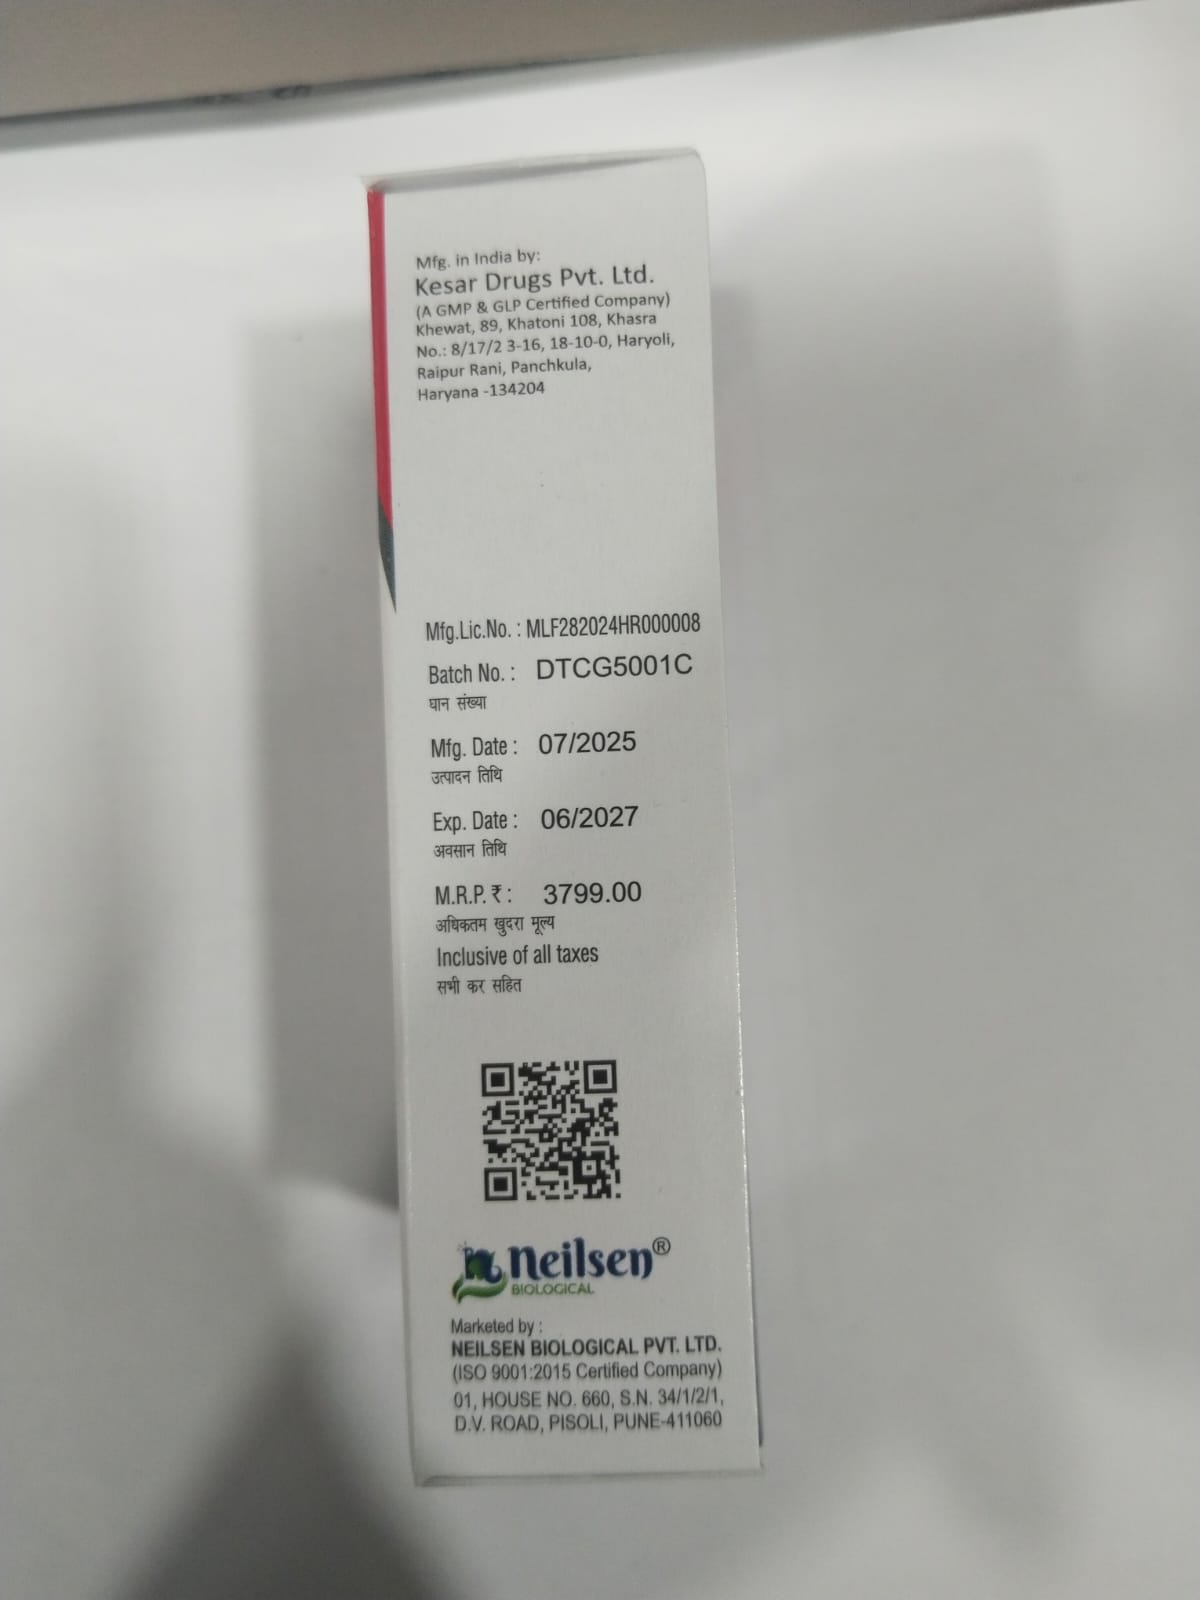 Mfg. in India by:
Kesar Drugs Pvt. Ltd.
(A GMP & GLP Certified Company)
Khewat, 89, Khatoni 108, Khasra
No.: 8/17/2 3-16, 18-10-0, Haryoli,
Raipur Rani, Panchkula,
Haryana -134204
Mfg.Lic.No. : MLF282024HR000008
Batch No. : DTCG5001C
घान संख्या
Mfg. Date : 07/2025
उत्पादन तिथि
Exp. Date : 06/2027
अवसान तिथि
M.R.P. ₹ : 3799.00
अधिकतम खुदरा मूल्य
Inclusive of all taxes
सभी कर सहित
Neilsen®
BIOLOGICAL
Marketed by :
NEILSEN BIOLOGICAL PVT. LTD.
(ISO 9001:2015 Certified Company)
01, HOUSE NO. 660, S.N. 34/1/2/1,
D.V. ROAD, PISOLI, PUNE-411060